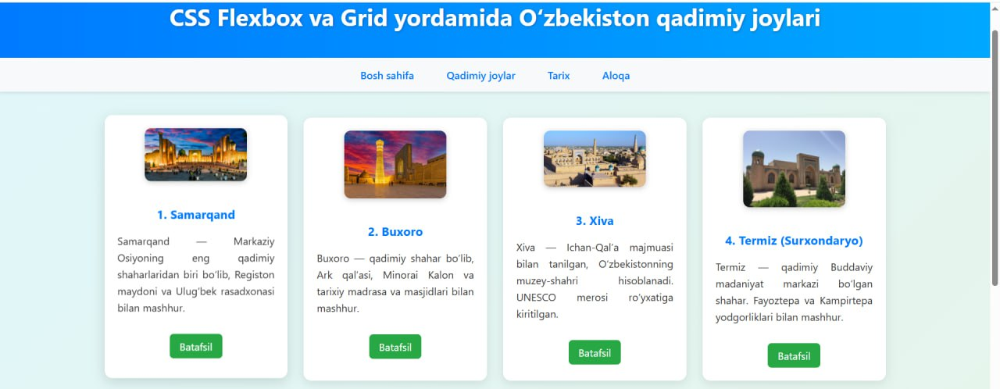 CSS Flexbox va Grid yordamida O‘zbekiston qadimiy joylari
Bosh sahifa
Qadimiy joylar
Tarix
Aloqa
1. Samarqand
Samarqand — Markaziy
Osiyoning eng qadimiy
shaharlaridan biri bo‘lib, Registon
maydoni va Ulug‘bek rasadxonasi
bilan mashhur.
Batafsil
2. Buxoro
Buxoro — qadimiy shahar bo‘lib,
Ark qal’asi, Minorai Kalon va
tarixiy madrasa va masjidlari bilan
mashhur.
Batafsil
3. Xiva
Xiva — Ichan-Qal’a majmuasi
bilan tanilgan, O‘zbekistonning
muzey-shahri hisoblanadi.
UNESCO merosi ro‘yxatiga
kiritilgan.
Batafsil
4. Termiz (Surxondaryo)
Termiz — qadimiy Buddaviy
madaniyat markazi bo‘lgan
shahar. Fayoztepa va Kampirtepa
yodgorliklari bilan mashhur.
Batafsil